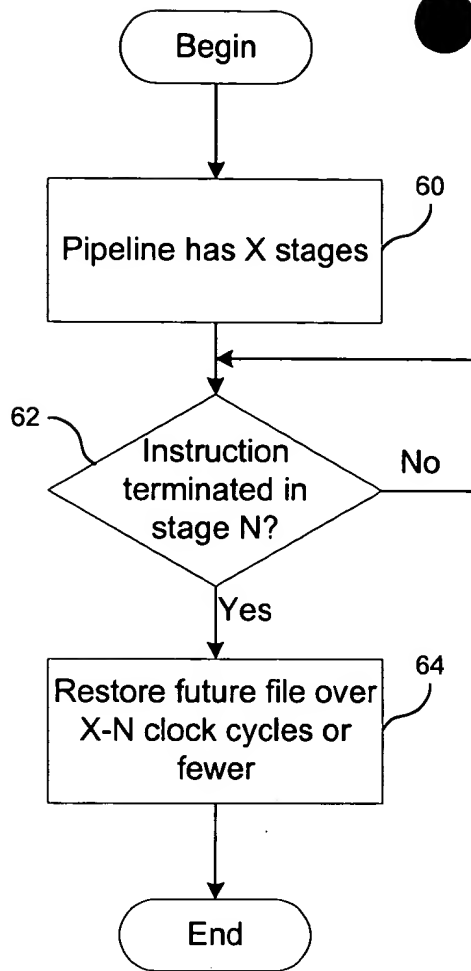 Begin
60
Pipeline has X stages
62
Instruction
terminated in
stage N?
No
Yes
64
Restore future file over
X-N clock cycles or
fewer
End